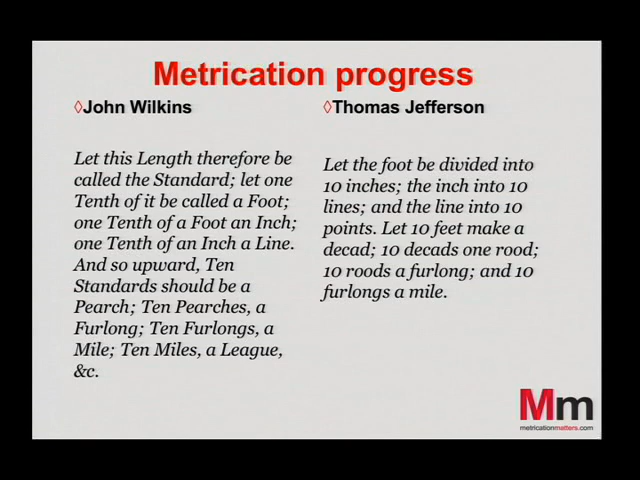 Metrication progress
◊John Wilkins
Let this Length therefore be
called the Standard; let one
Tenth of it be called a Foot;
one Tenth of a Foot an Inch;
one Tenth of an Inch a Line.
And so upward, Ten
Standards should be a
Pearch; Ten Pearches, a
Furlong; Ten Furlongs, a
Mile; Ten Miles, a League,
&c.
◊Thomas Jefferson
Let the foot be divided into
10 inches; the inch into 10
lines; and the line into 10
points. Let 10 feet make a
decad; 10 decads one rood;
10 roods a furlong; and 10
furlongs a mile.
Mm
metricationmatters.com